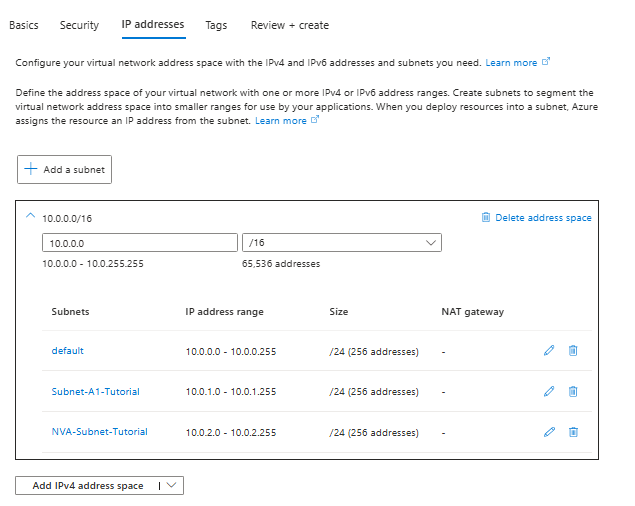 Basics Security IP addresses Tags Review + create
Configure your virtual network address space with the IPv4 and IPv6 addresses and subnets you need. Learn more
Define the address space of your virtual network with one or more IPv4 or IPv6 address ranges. Create subnets to segment the
virtual network address space into smaller ranges for use by your applications. When you deploy resources into a subnet, Azure
assigns the resource an IP address from the subnet. Learn more
Add a subnet
10.0.0.0/16 Delete address space
10.0.0.0 /16
10.0.0.0 - 10.0.255.255 65,536 addresses
Subnets IP address range Size NAT gateway
default 10.0.0.0 - 10.0.0.255 /24 (256 addresses) -
Subnet-A1-Tutorial 10.0.1.0 - 10.0.1.255 /24 (256 addresses) -
NVA-Subnet-Tutorial 10.0.2.0 - 10.0.2.255 /24 (256 addresses) -
Add IPv4 address space |